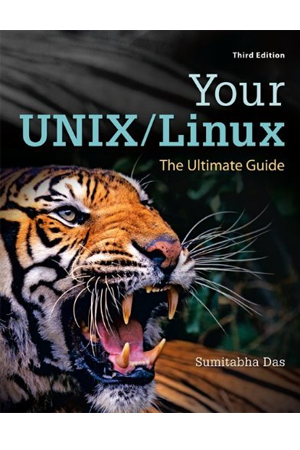 Third Edition
Your
UNIX/Linux
The Ultimate Guide
Sumitabha Das